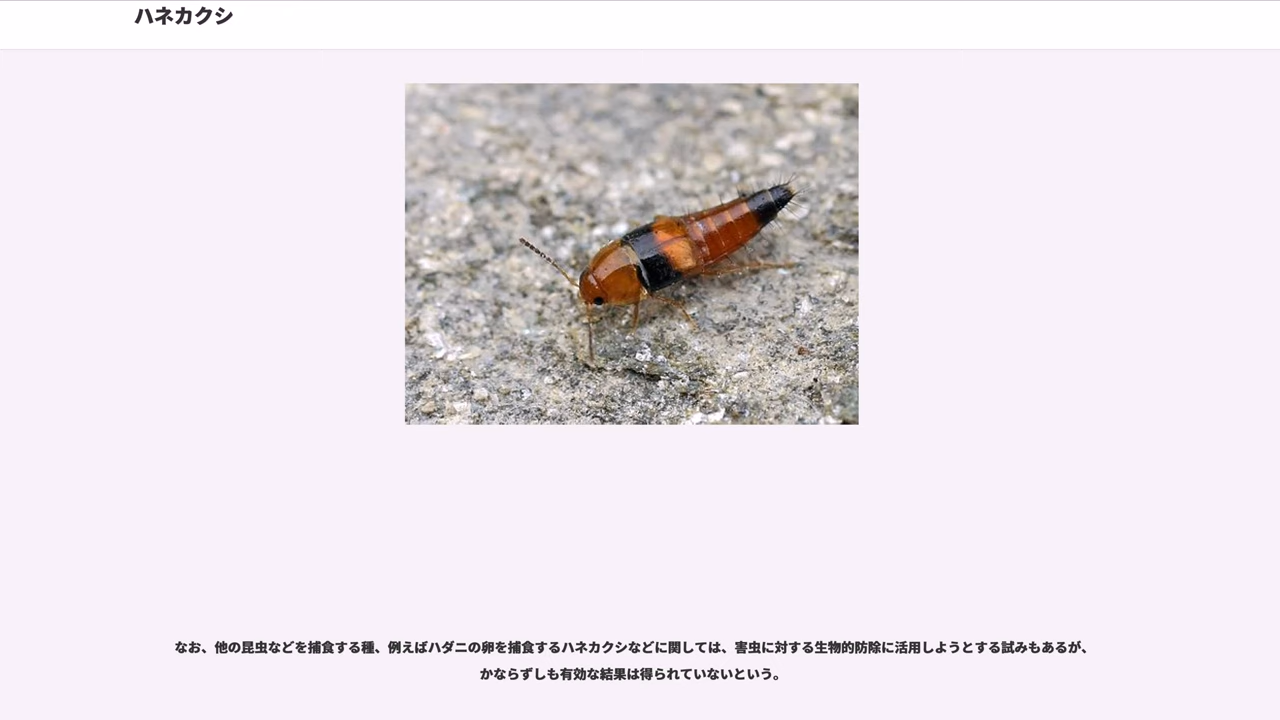 ハネカクシ
なお、他の昆虫などを捕食する種、例えばハダニの卵を捕食するハネカクシなどに関しては、害虫に対する生物的防除に活用しようとする試みもあるが、
かならずしも有効な結果は得られていないという。